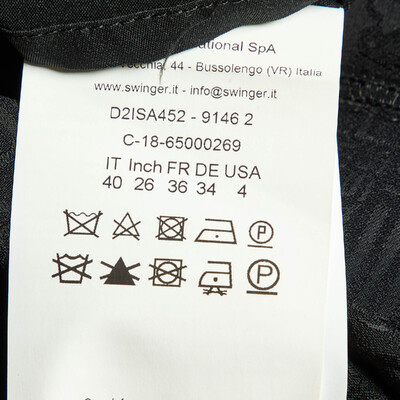 ational SpA
ecchia, 44 - Bussolengo (VR) Italia
www.swinger.it - info@swinger.it
D2ISA452 - 9146 2
C-18-65000269
IT Inch FR DE USA
40 26 36 34 4
P
P